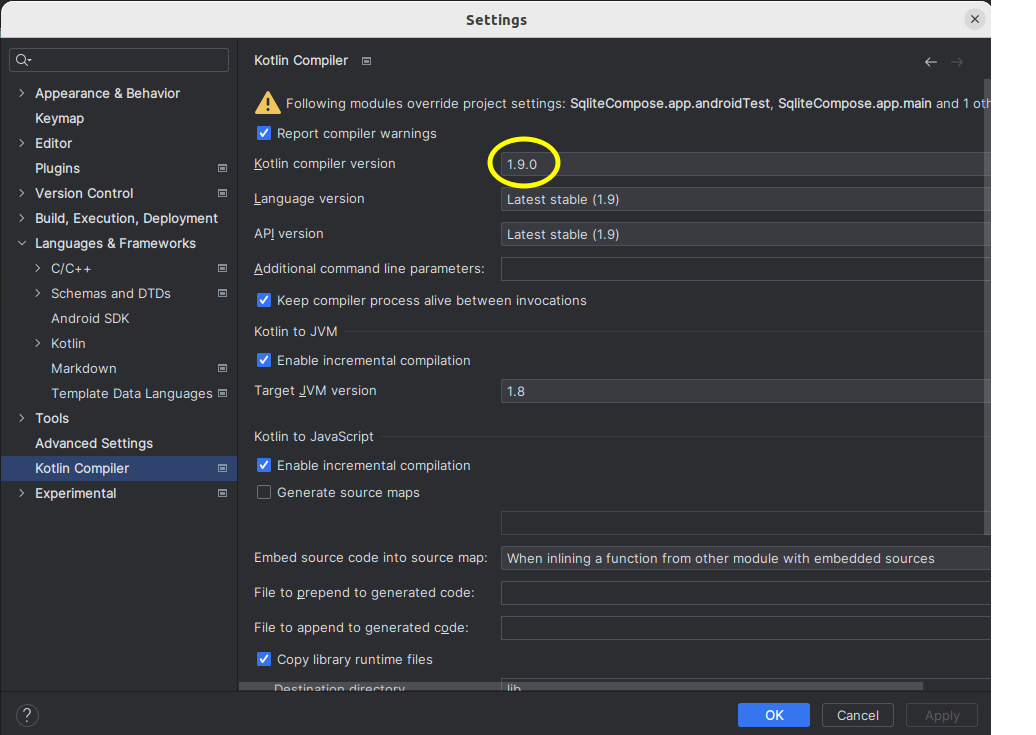 Settings
Appearance & Behavior
Keymap
Editor
Plugins
Version Control
Build, Execution, Deployment
Languages & Frameworks
C/C++
Schemas and DTDs
Android SDK
Kotlin
Markdown
Template Data Languages
Tools
Advanced Settings
Kotlin Compiler
Experimental
Kotlin Compiler
Following modules override project settings: SqliteCompose.app.androidTest, SqliteCompose.app.main and 1 oth
Report compiler warnings
Kotlin compiler version 1.9.0
Language version Latest stable (1.9)
API version Latest stable (1.9)
Additional command line parameters:
Keep compiler process alive between invocations
Kotlin to JVM
Enable incremental compilation
Target JVM version 1.8
Kotlin to JavaScript
Enable incremental compilation
Generate source maps
Embed source code into source map: When inlining a function from other module with embedded sources
File to prepend to generated code:
File to append to generated code:
Copy library runtime files
Destination directory lib
? OK Cancel Apply